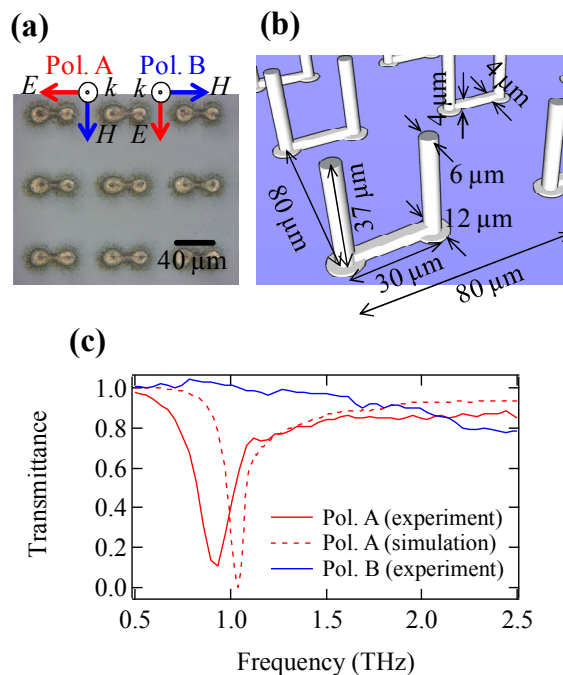 (a)
Pol. A
Pol. B
E
k
k
H
H
E
40 μm
(b)
4 μm
4 μm
6 μm
37 μm
80 μm
12 μm
30 μm
80 μm
(c)
1.0
0.8
0.6
0.4
0.2
0.0
Transmittance
Pol. A (experiment)
Pol. A (simulation)
Pol. B (experiment)
0.5
1.0
1.5
2.0
2.5
Frequency (THz)